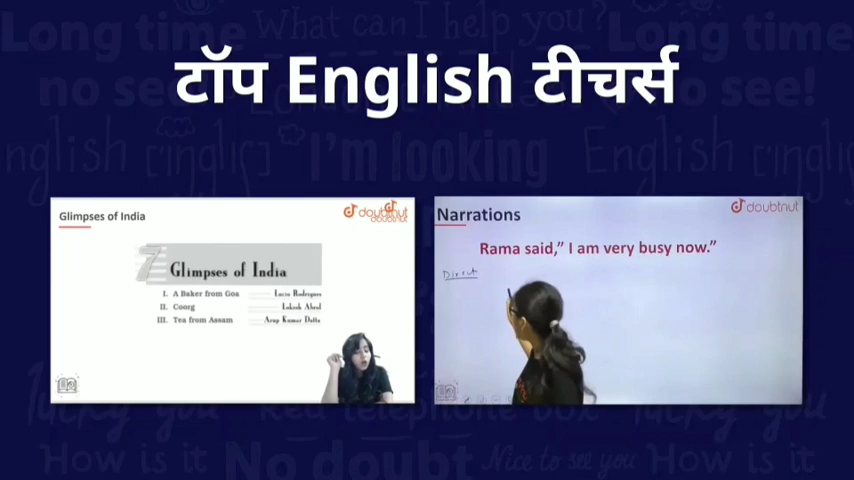 Long time
no see
What can I help you?
Long time
no see!
टॉप English टीचर्स
English
I'm looking
English
Glimpses of India
doubtnut
doubtnut
7 Glimpses of India
I. A Baker from Goa Lucio Rodrigues
II. Coorg Lokesh Abrol
III. Tea from Assam Arup Kumar Datta
Narrations
doubtnut
Rama said,” I am very busy now.”
Direct
lucky you
Red telephone box
lucky you
How is it
No doubt
Nice to see you
How is it